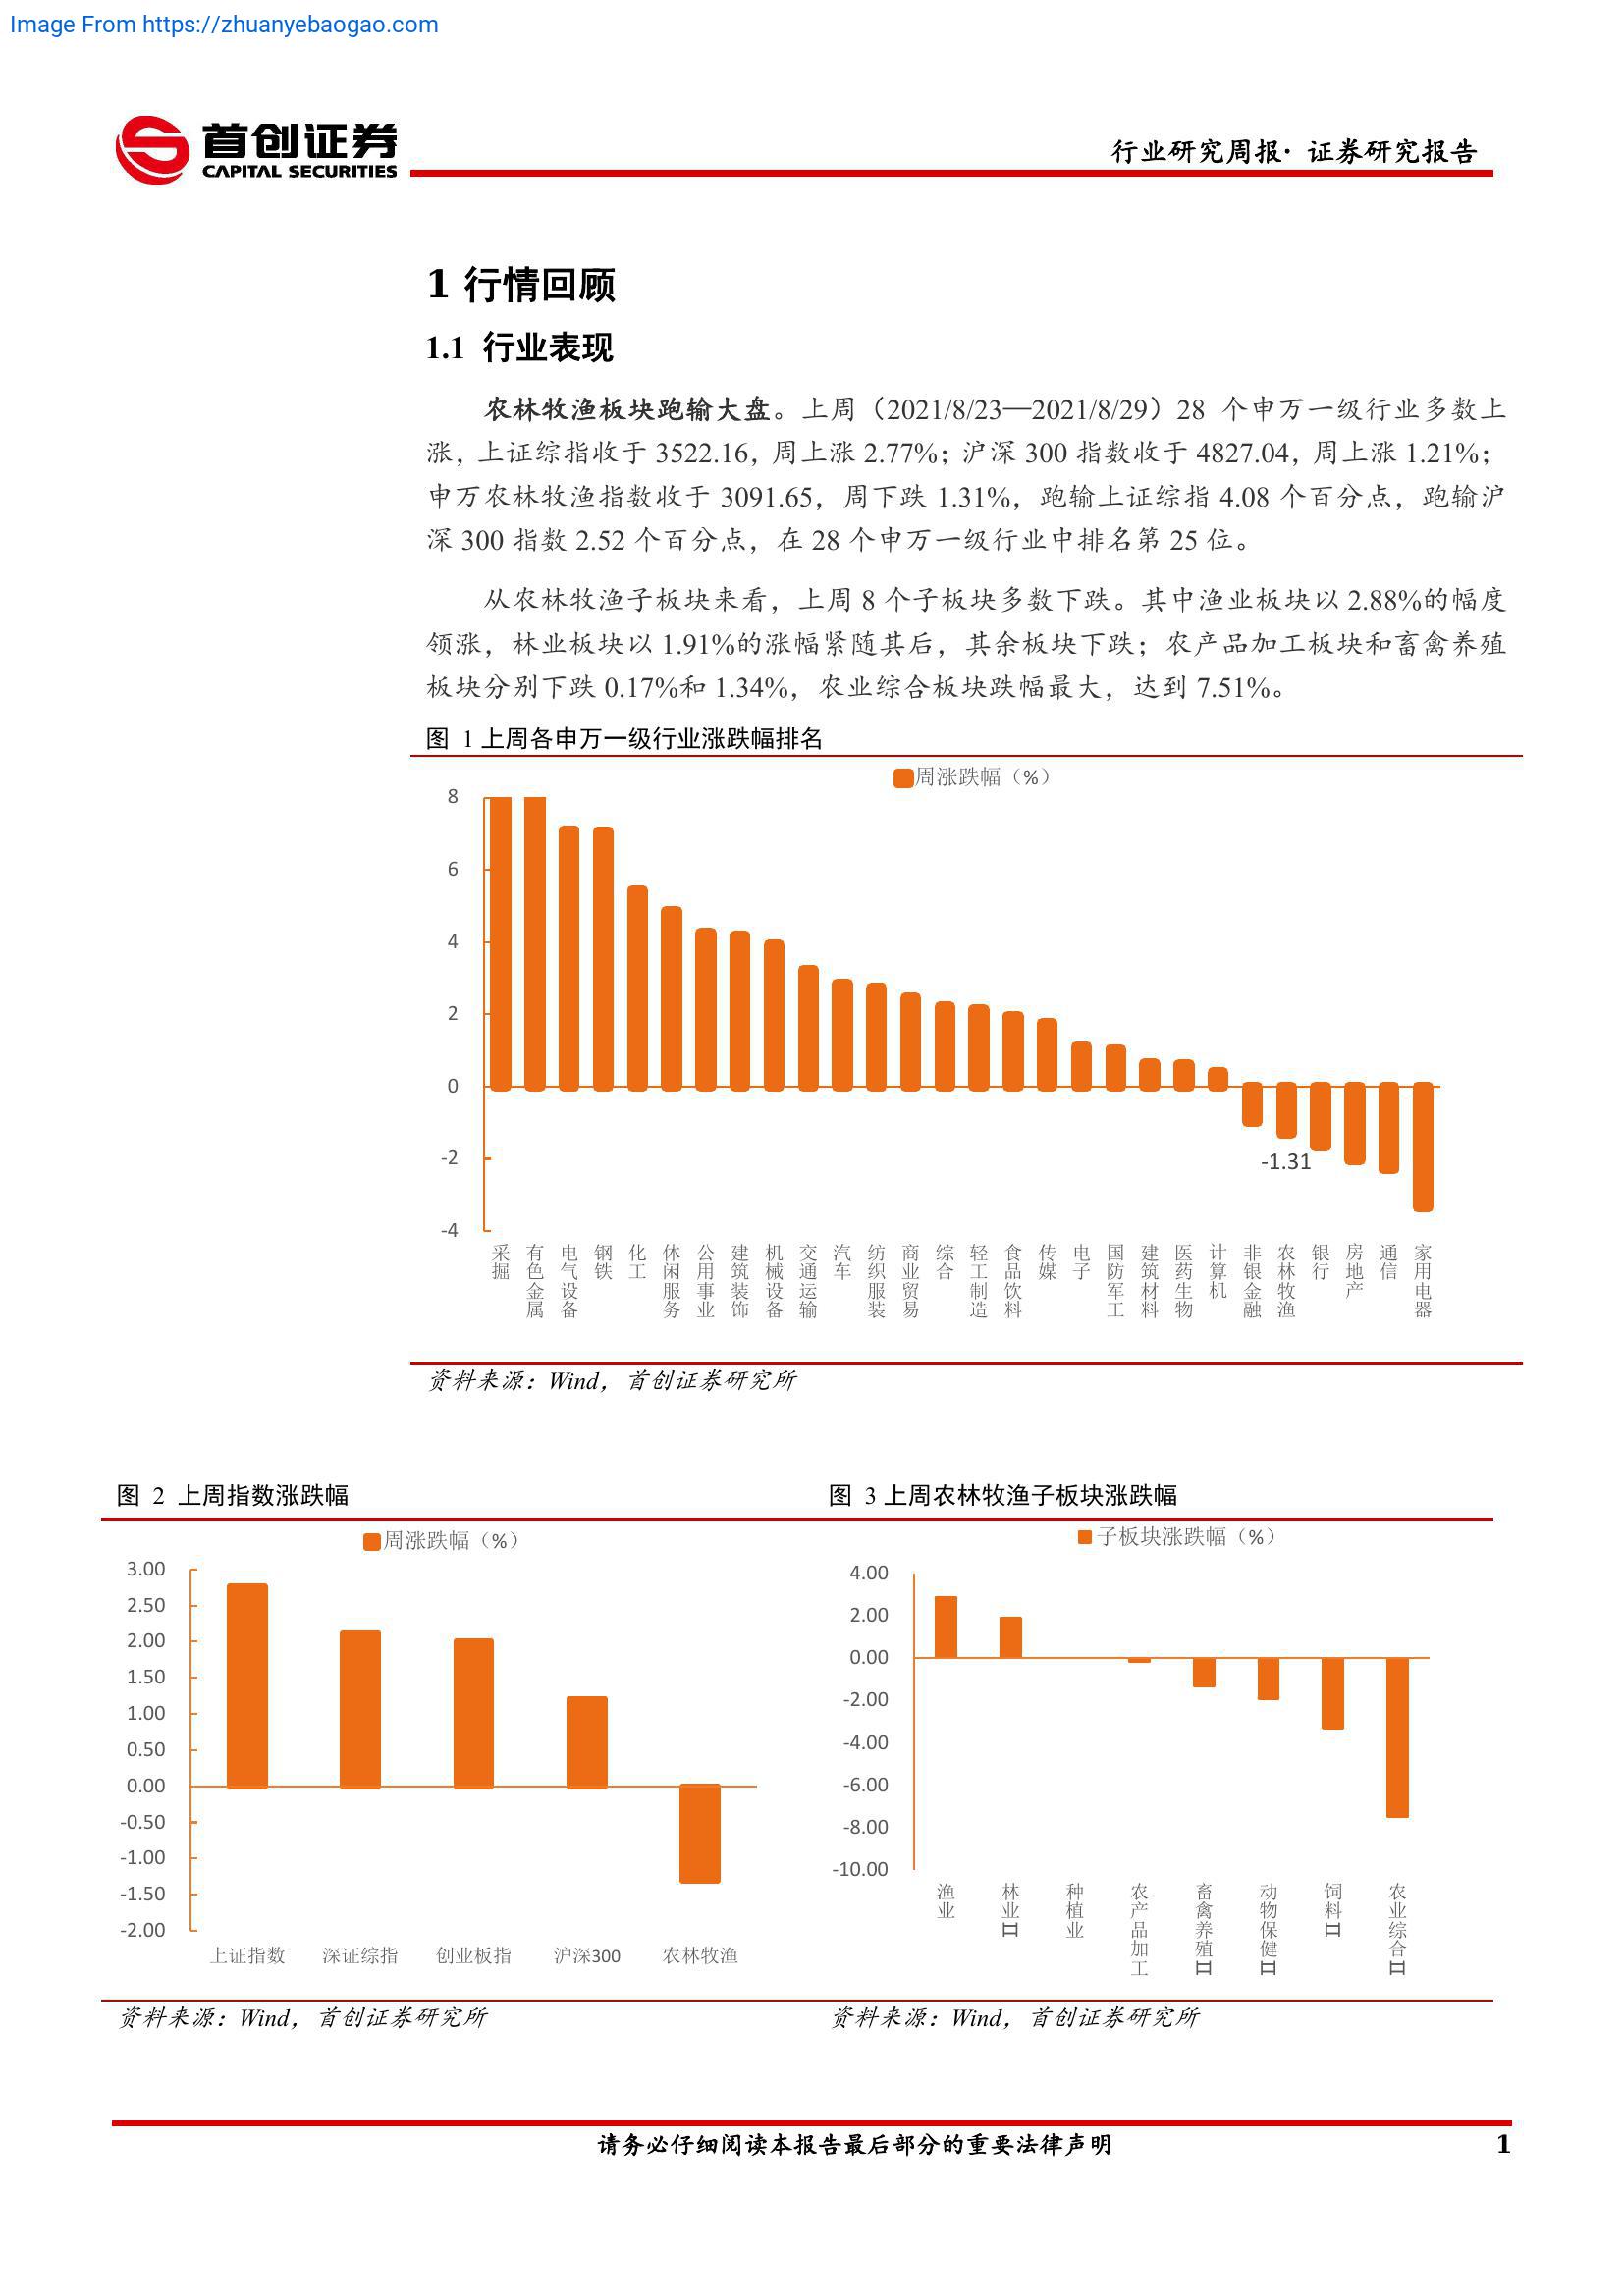 Image From https://zhuanyebaogao.com
首创证券
CAPITAL SECURITIES
行业研究周报· 证券研究报告
1 行情回顾
1.1 行业表现
农林牧渔板块跑输大盘。上周（2021/8/23—2021/8/29）28 个申万一级行业多数上
涨，上证综指收于 3522.16，周上涨 2.77%；沪深 300 指数收于 4827.04，周上涨 1.21%；
申万农林牧渔指数收于 3091.65，周下跌 1.31%，跑输上证综指 4.08 个百分点，跑输沪
深 300 指数 2.52 个百分点，在 28 个申万一级行业中排名第 25 位。
从农林牧渔子板块来看，上周 8 个子板块多数下跌。其中渔业板块以 2.88%的幅度
领涨，林业板块以 1.91%的涨幅紧随其后，其余板块下跌；农产品加工板块和畜禽养殖
板块分别下跌 0.17%和 1.34%，农业综合板块跌幅最大，达到 7.51%。
图 1 上周各申万一级行业涨跌幅排名
周涨跌幅（%）
8
6
4
2
0
-2
-4
-1.31
采掘
有色金属
电气设备
钢铁
化工
休闲服务
公用事业
建筑装饰
机械设备
交通运输
汽车
纺织服装
商业贸易
综合
轻工制造
食品饮料
传媒
电子
国防军工
建筑材料
医药生物
计算机
非银金融
农林牧渔
银行
房地产
通信
家用电器
资料来源：Wind，首创证券研究所
图 2 上周指数涨跌幅
周涨跌幅（%）
3.00
2.50
2.00
1.50
1.00
0.50
0.00
-0.50
-1.00
-1.50
-2.00
上证指数
深证综指
创业板指
沪深300
农林牧渔
资料来源：Wind，首创证券研究所
图 3 上周农林牧渔子板块涨跌幅
子板块涨跌幅（%）
4.00
2.00
0.00
-2.00
-4.00
-6.00
-8.00
-10.00
渔业
林业Ⅱ
种植业
农产品加工
畜禽养殖Ⅱ
动物保健Ⅱ
饲料Ⅱ
农业综合Ⅱ
资料来源：Wind，首创证券研究所
请务必仔细阅读本报告最后部分的重要法律声明
1